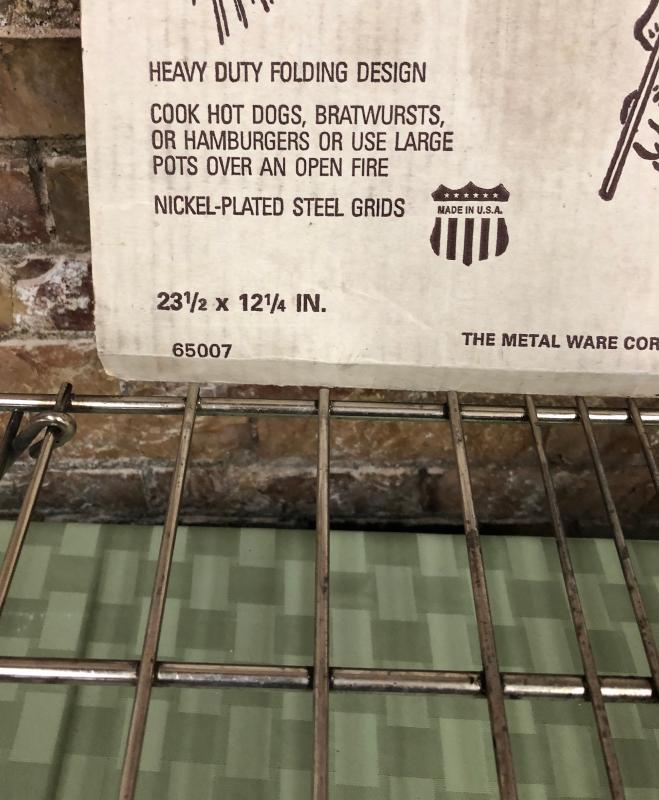 HEAVY DUTY FOLDING DESIGN
COOK HOT DOGS, BRATWURSTS,
OR HAMBURGERS OR USE LARGE
POTS OVER AN OPEN FIRE
NICKEL-PLATED STEEL GRIDS
MADE IN U.S.A.
23½ x 12¼ IN.
65007
THE METAL WARE COR